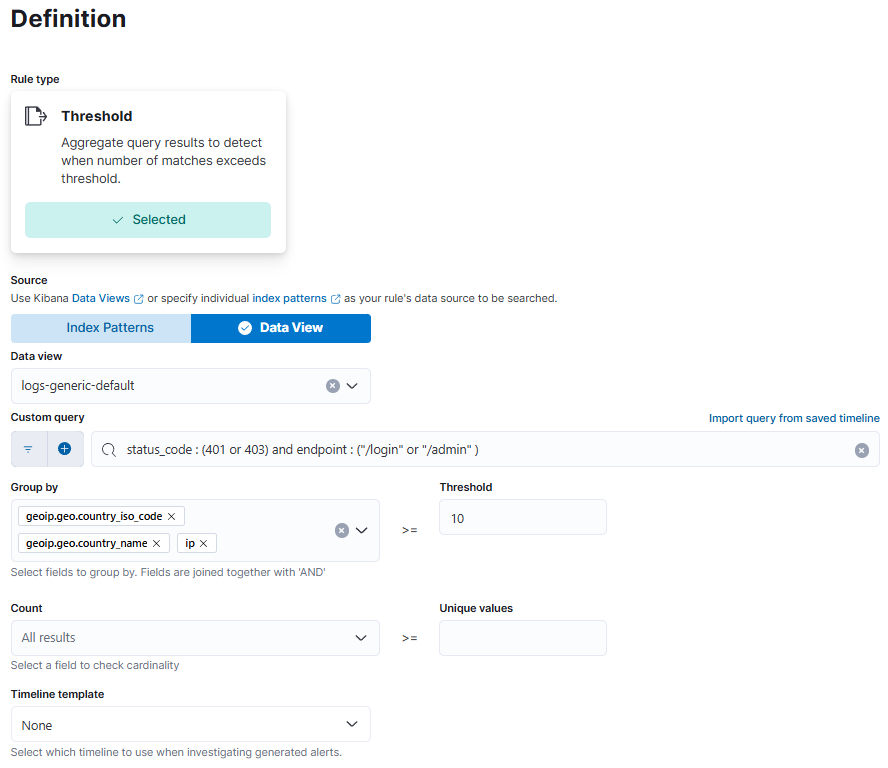 Definition
Rule type
Threshold
Aggregate query results to detect
when number of matches exceeds
threshold.
Selected
Source
Use Kibana Data Views or specify individual index patterns as your rule's data source to be searched.
Index Patterns
Data View
Data view
logs-generic-default
Custom query
Import query from saved timeline
status_code : (401 or 403) and endpoint : ("/login" or "/admin" )
Group by
Threshold
geoip.geo.country_iso_code
geoip.geo.country_name
ip
>=
10
Select fields to group by. Fields are joined together with 'AND'
Count
Unique values
All results
>=
Select a field to check cardinality
Timeline template
None
Select which timeline to use when investigating generated alerts.